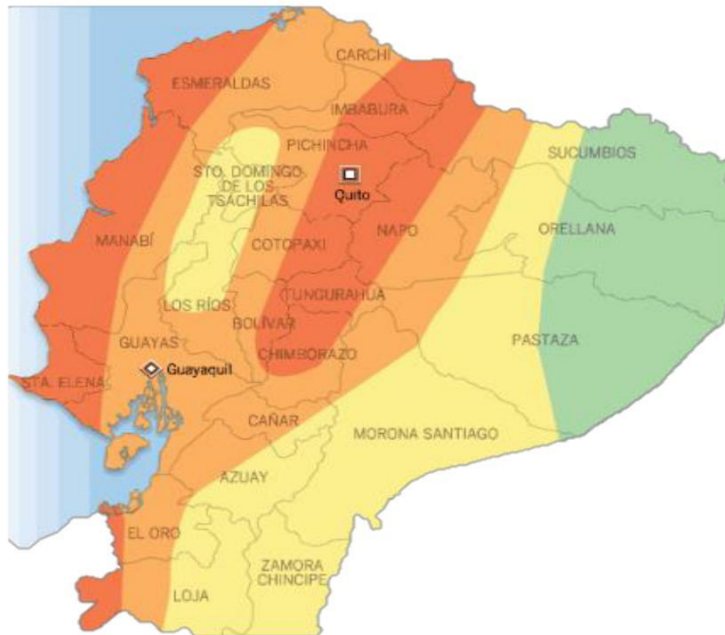 CARCHI
ESMERALDAS
IMBABURA
PICHINCHA
SUCUMBIOS
STO. DOMINGO
DE LOS
TSACHILAS
Quito
MANABÍ
COTOPAXI
NAPO
ORELLANA
LOS RÍOS
TUNGURAHUA
BOLÍVAR
GUAYAS
CHIMBORAZO
PASTAZA
Guayaquil
STA. ELENA
CAÑAR
MORONA SANTIAGO
AZUAY
EL ORO
ZAMORA
CHINCIPE
LOJA